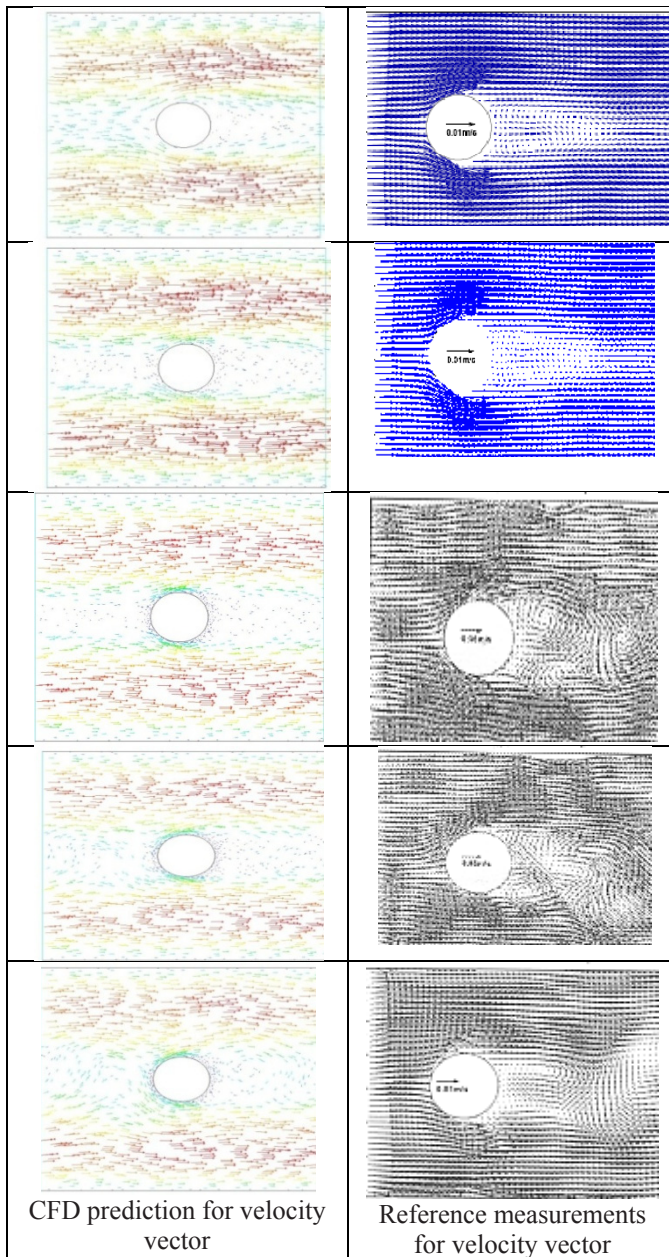 0.01m/s
0.01m/s
0.01m/s
CFD prediction for velocity
vector
Reference measurements
for velocity vector